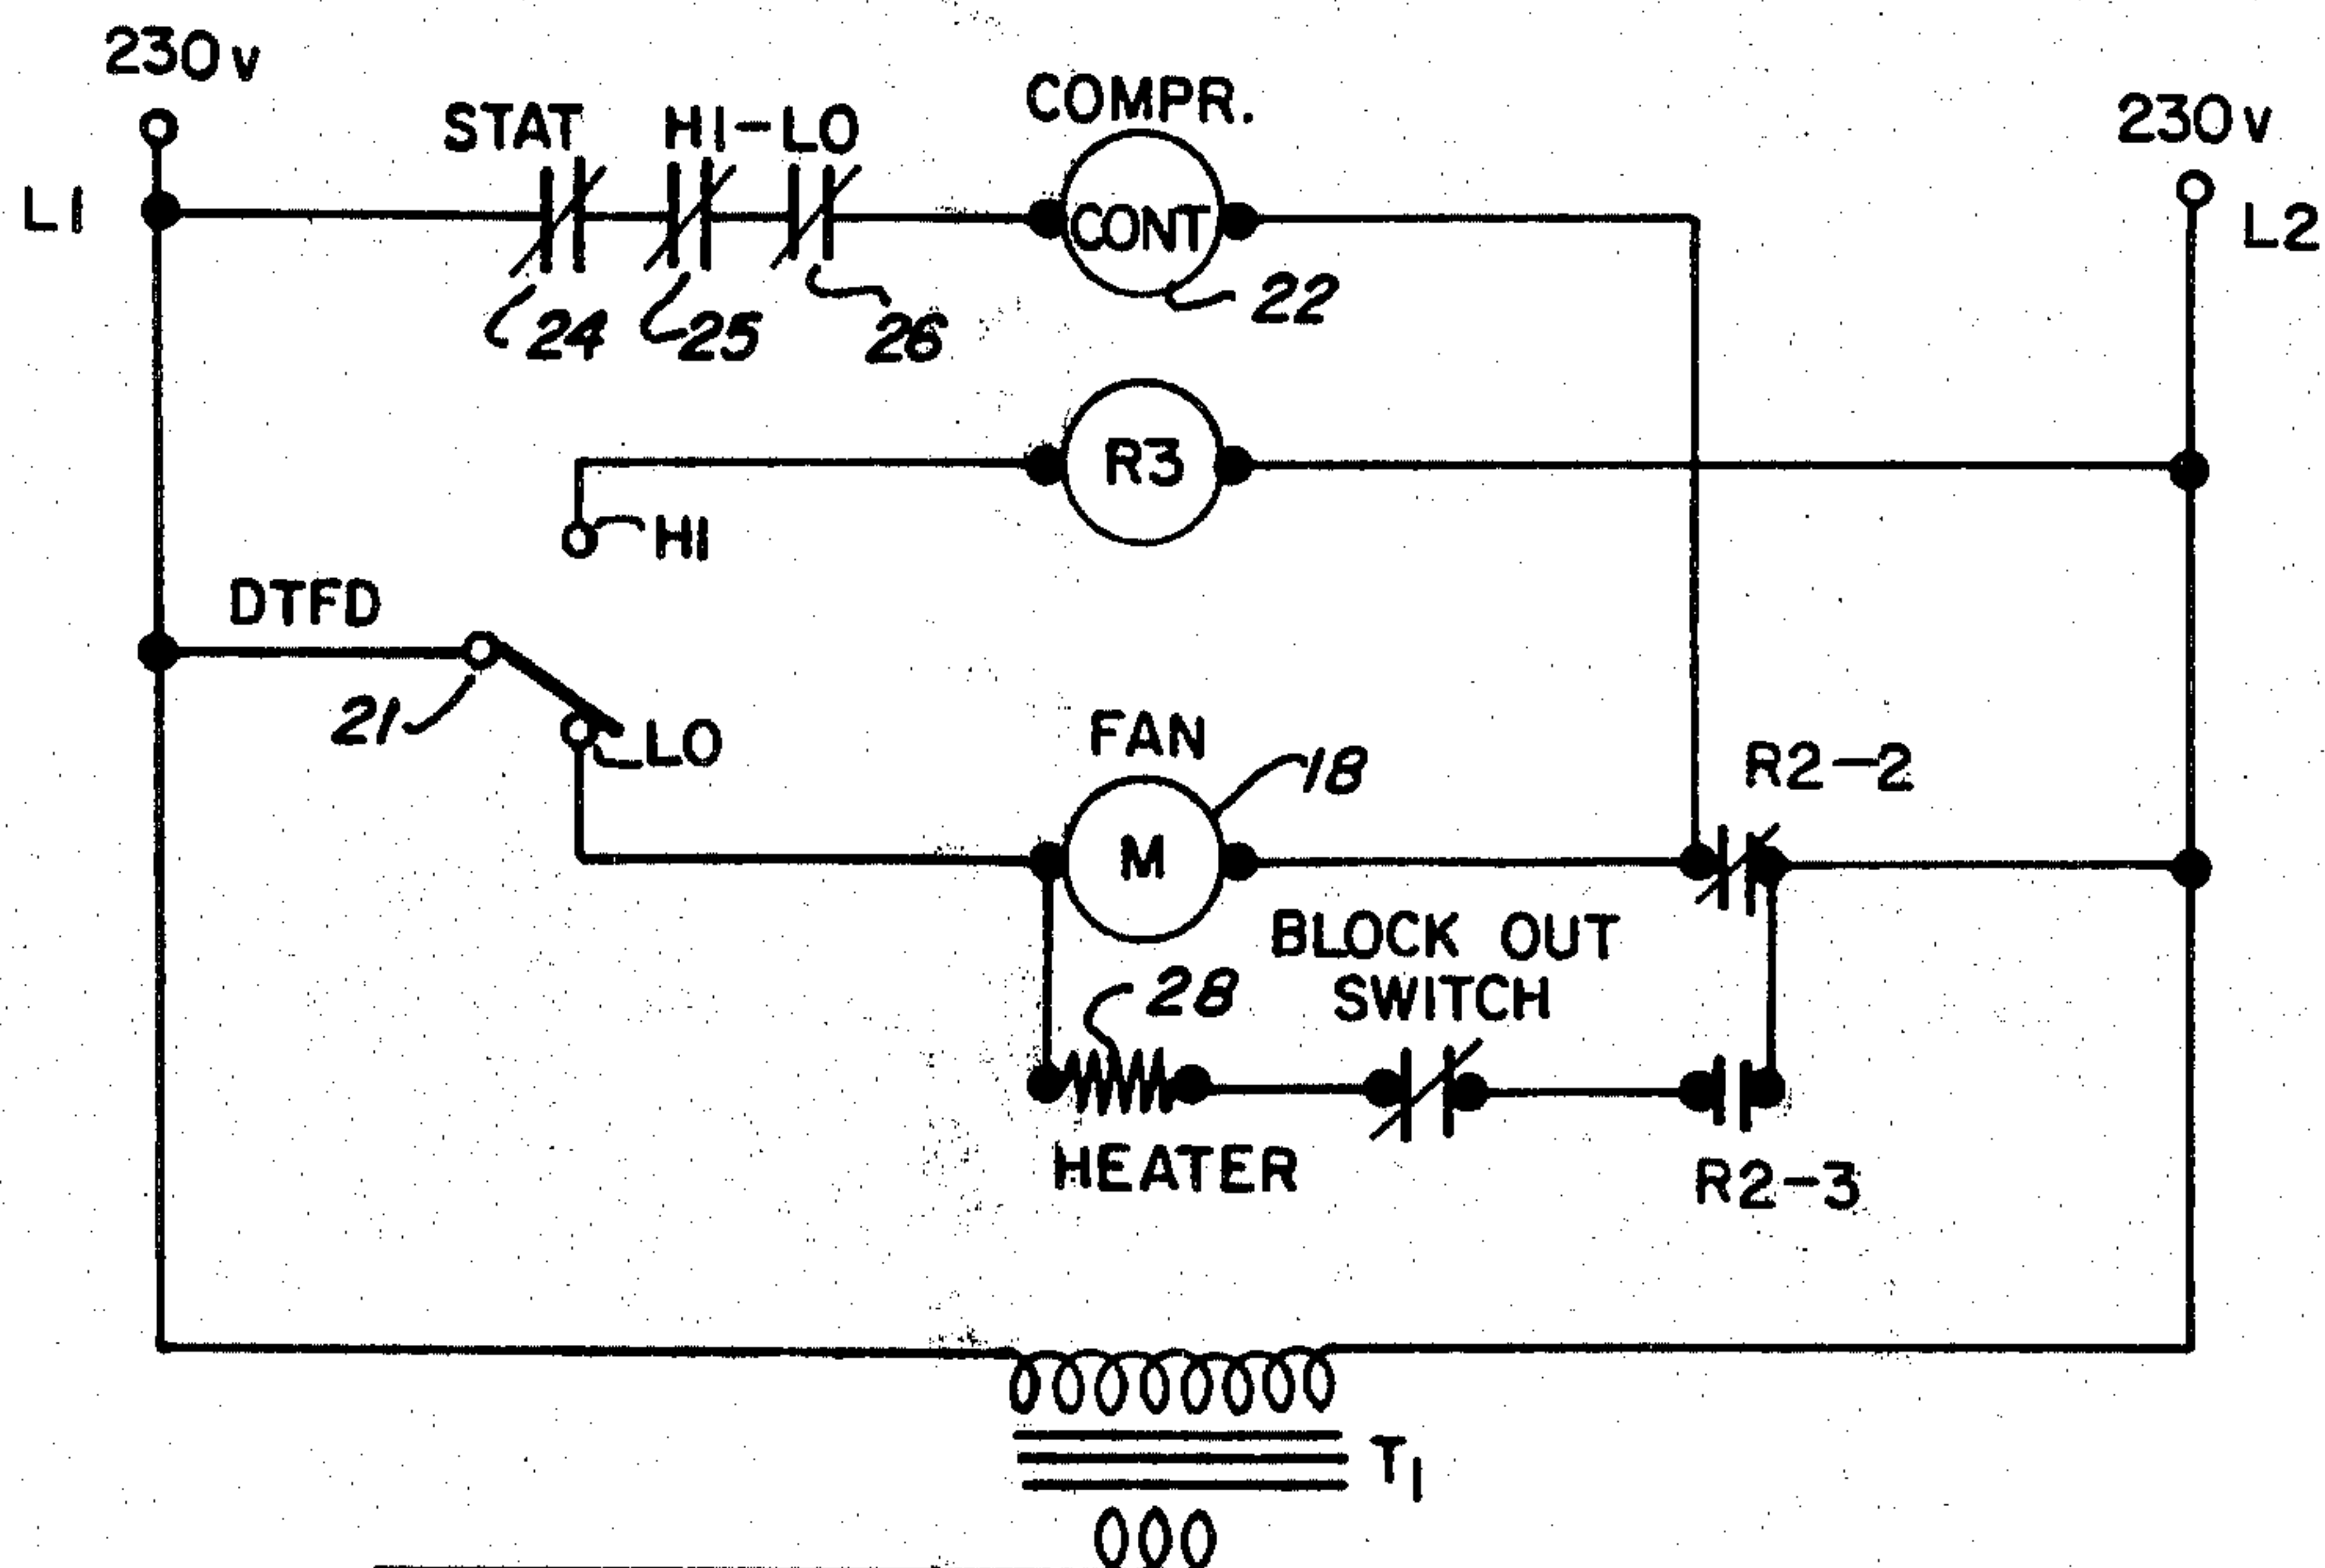 230v
230v
STAT
HI-LO
COMPR.
L1
L2
CONT
24
25
26
22
R3
HI
DTFD
21
LO
FAN
18
M
R2-2
BLOCK OUT
SWITCH
28
HEATER
R2-3
T1